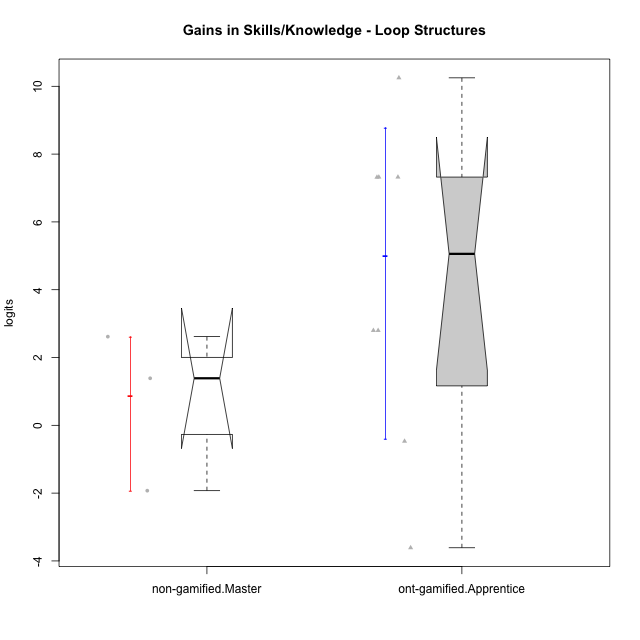 Gains in Skills/Knowledge - Loop Structures
logits
10
8
6
4
2
0
-2
-4
non-gamified.Master
ont-gamified.Apprentice